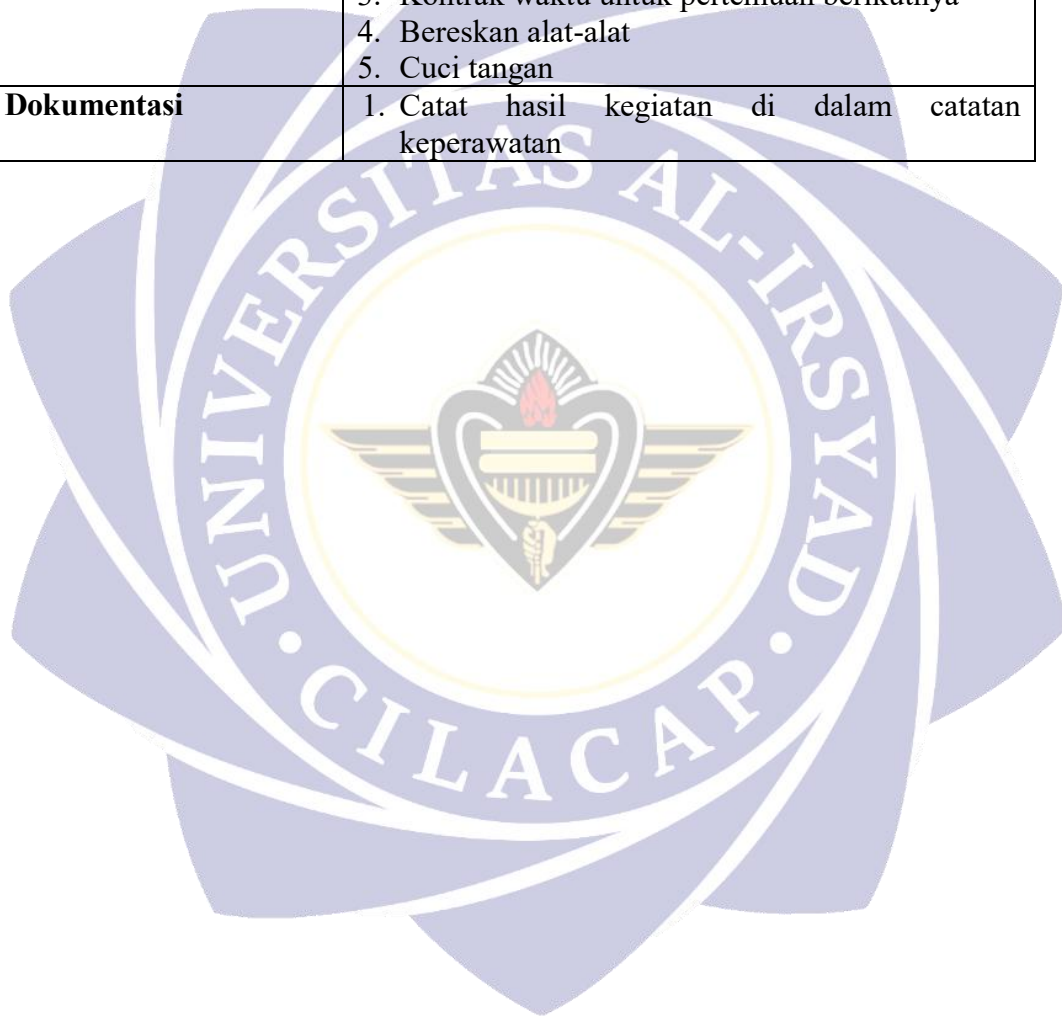 3. Kontrak waktu untuk pertemuan berikutnya
4. Bereskan alat-alat
5. Cuci tangan
Dokumentasi
1. Catat hasil kegiatan di dalam catatan
keperawatan
UNIVERSITAS AL-IRSYAD
• CILACAP •